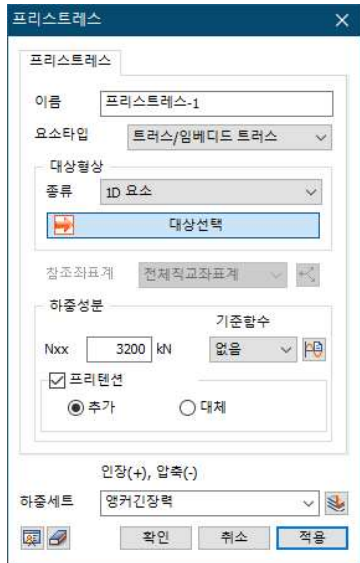 프리스트레스
프리스트레스
이름 프리스트레스-1
요소타입 트러스/임베디드 트러스
대상형상
종류 1D 요소
대상선택
참조좌표계 전체직교좌표계
하중성분
기준함수
Nxx 3200 kN 없음
프리텐션
추가 대체
인장(+), 압축(-)
하중세트 앵커긴장력
확인 취소 적용